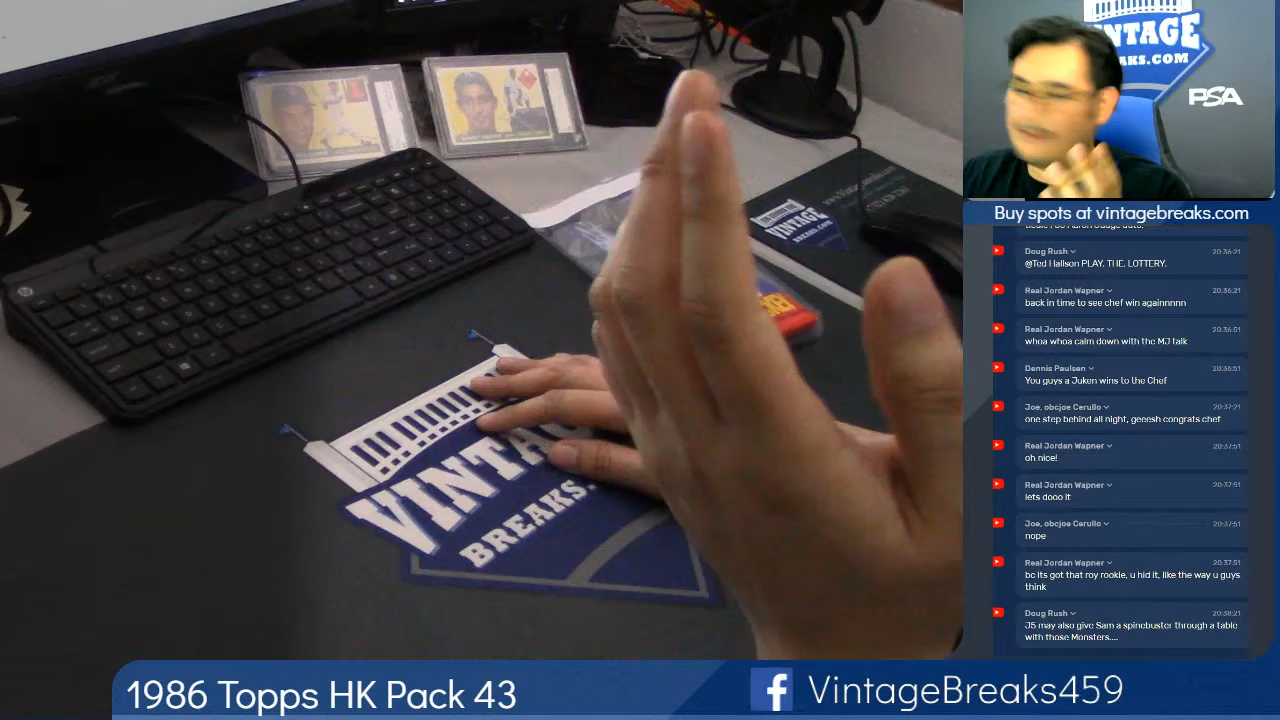 VINTAGE
BREAKS.COM
PSA
Buy spots at vintagebreaks.com
Doug Rush 20:36:21
@Ted Hallson PLAY. THE. LOTTERY.
Real Jordan Wapner 20:36:21
back in time to see chef win againnnnn
Real Jordan Wapner 20:36:51
whoa whoa calm down with the MJ talk
Dennis Paulsen 20:36:51
You guys a Juken wins to the Chef
Joe, obcjoe Cerullo 20:37:21
one step behind all night, geeesh congrats chef
Real Jordan Wapner 20:37:51
oh nice!
Real Jordan Wapner 20:37:51
lets dooo it
Joe, obcjoe Cerullo 20:37:51
nope
Real Jordan Wapner 20:37:51
bc its got that roy rookie, u hid it, like the way u guys
think
Doug Rush 20:38:21
J5 may also give Sam a spinebuster through a table
with those Monsters....
VINTAGE
BREAKS.COM
VINTA
BREAKS.
1986 Topps HK Pack 43
VintageBreaks459